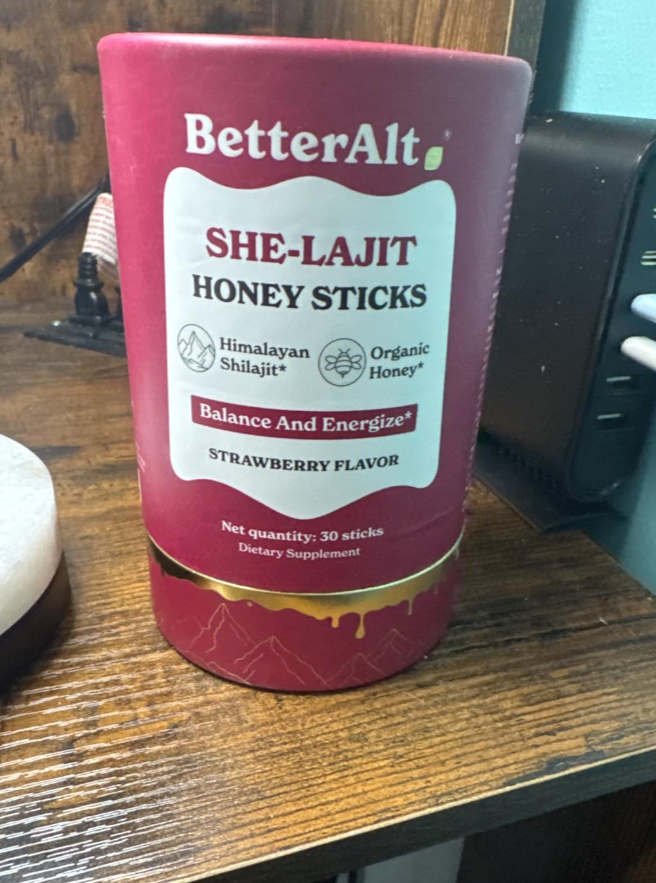 BetterAlt
SHE-LAJIT
HONEY STICKS
Himalayan
Shilajit*
Organic
Honey*
Balance And Energize*
STRAWBERRY FLAVOR
Net quantity: 30 sticks
Dietary Supplement